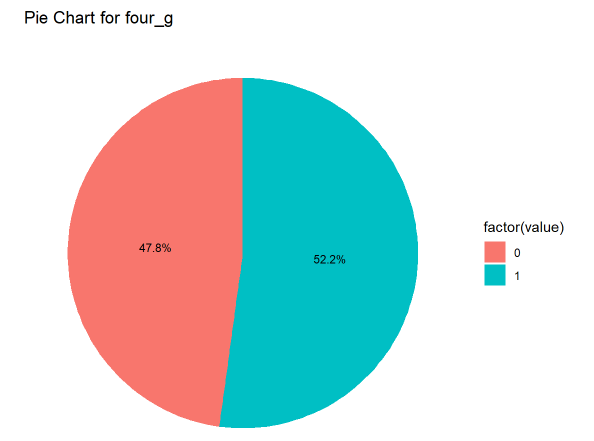 Pie Chart for four_g
47.8%
52.2%
factor(value)
0
1